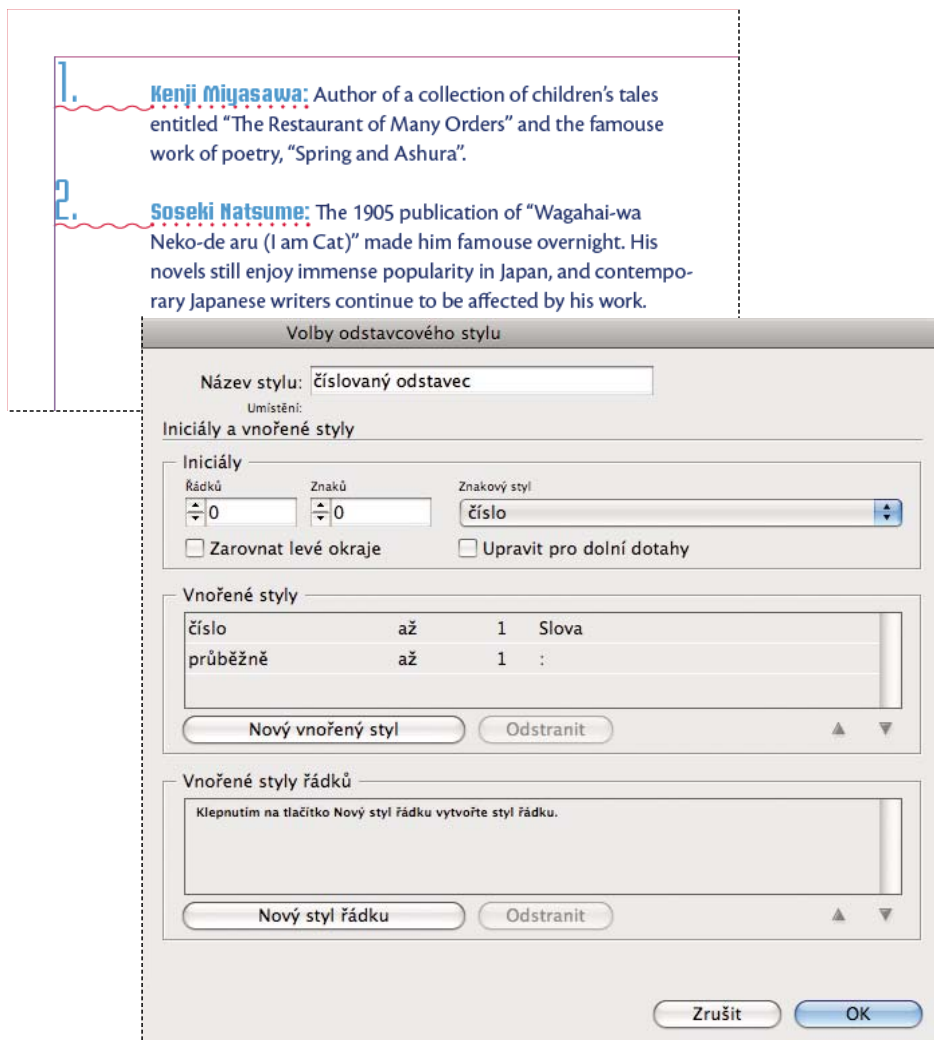 1. Kenji Miyasawa: Author of a collection of children’s tales
entitled “The Restaurant of Many Orders” and the famouse
work of poetry, “Spring and Ashura”.
2. Soseki Natsume: The 1905 publication of “Wagahai-wa
Neko-de aru (I am Cat)” made him famouse overnight. His
novels still enjoy immense popularity in Japan, and contempo-
rary Japanese writers continue to be affected by his work.
Volby odstavcového stylu
Název stylu: číslovaný odstavec
Umístění:
Iniciály a vnořené styly
Iniciály
Řádků Znaků Znakový styl
0 0 číslo
Zarovnat levé okraje Upravit pro dolní dotahy
Vnořené styly
číslo až 1 Slova
průběžně až 1 :
Nový vnořený styl Odstranit
Vnořené styly řádků
Klepnutím na tlačítko Nový styl řádku vytvořte styl řádku.
Nový styl řádku Odstranit
Zrušit OK